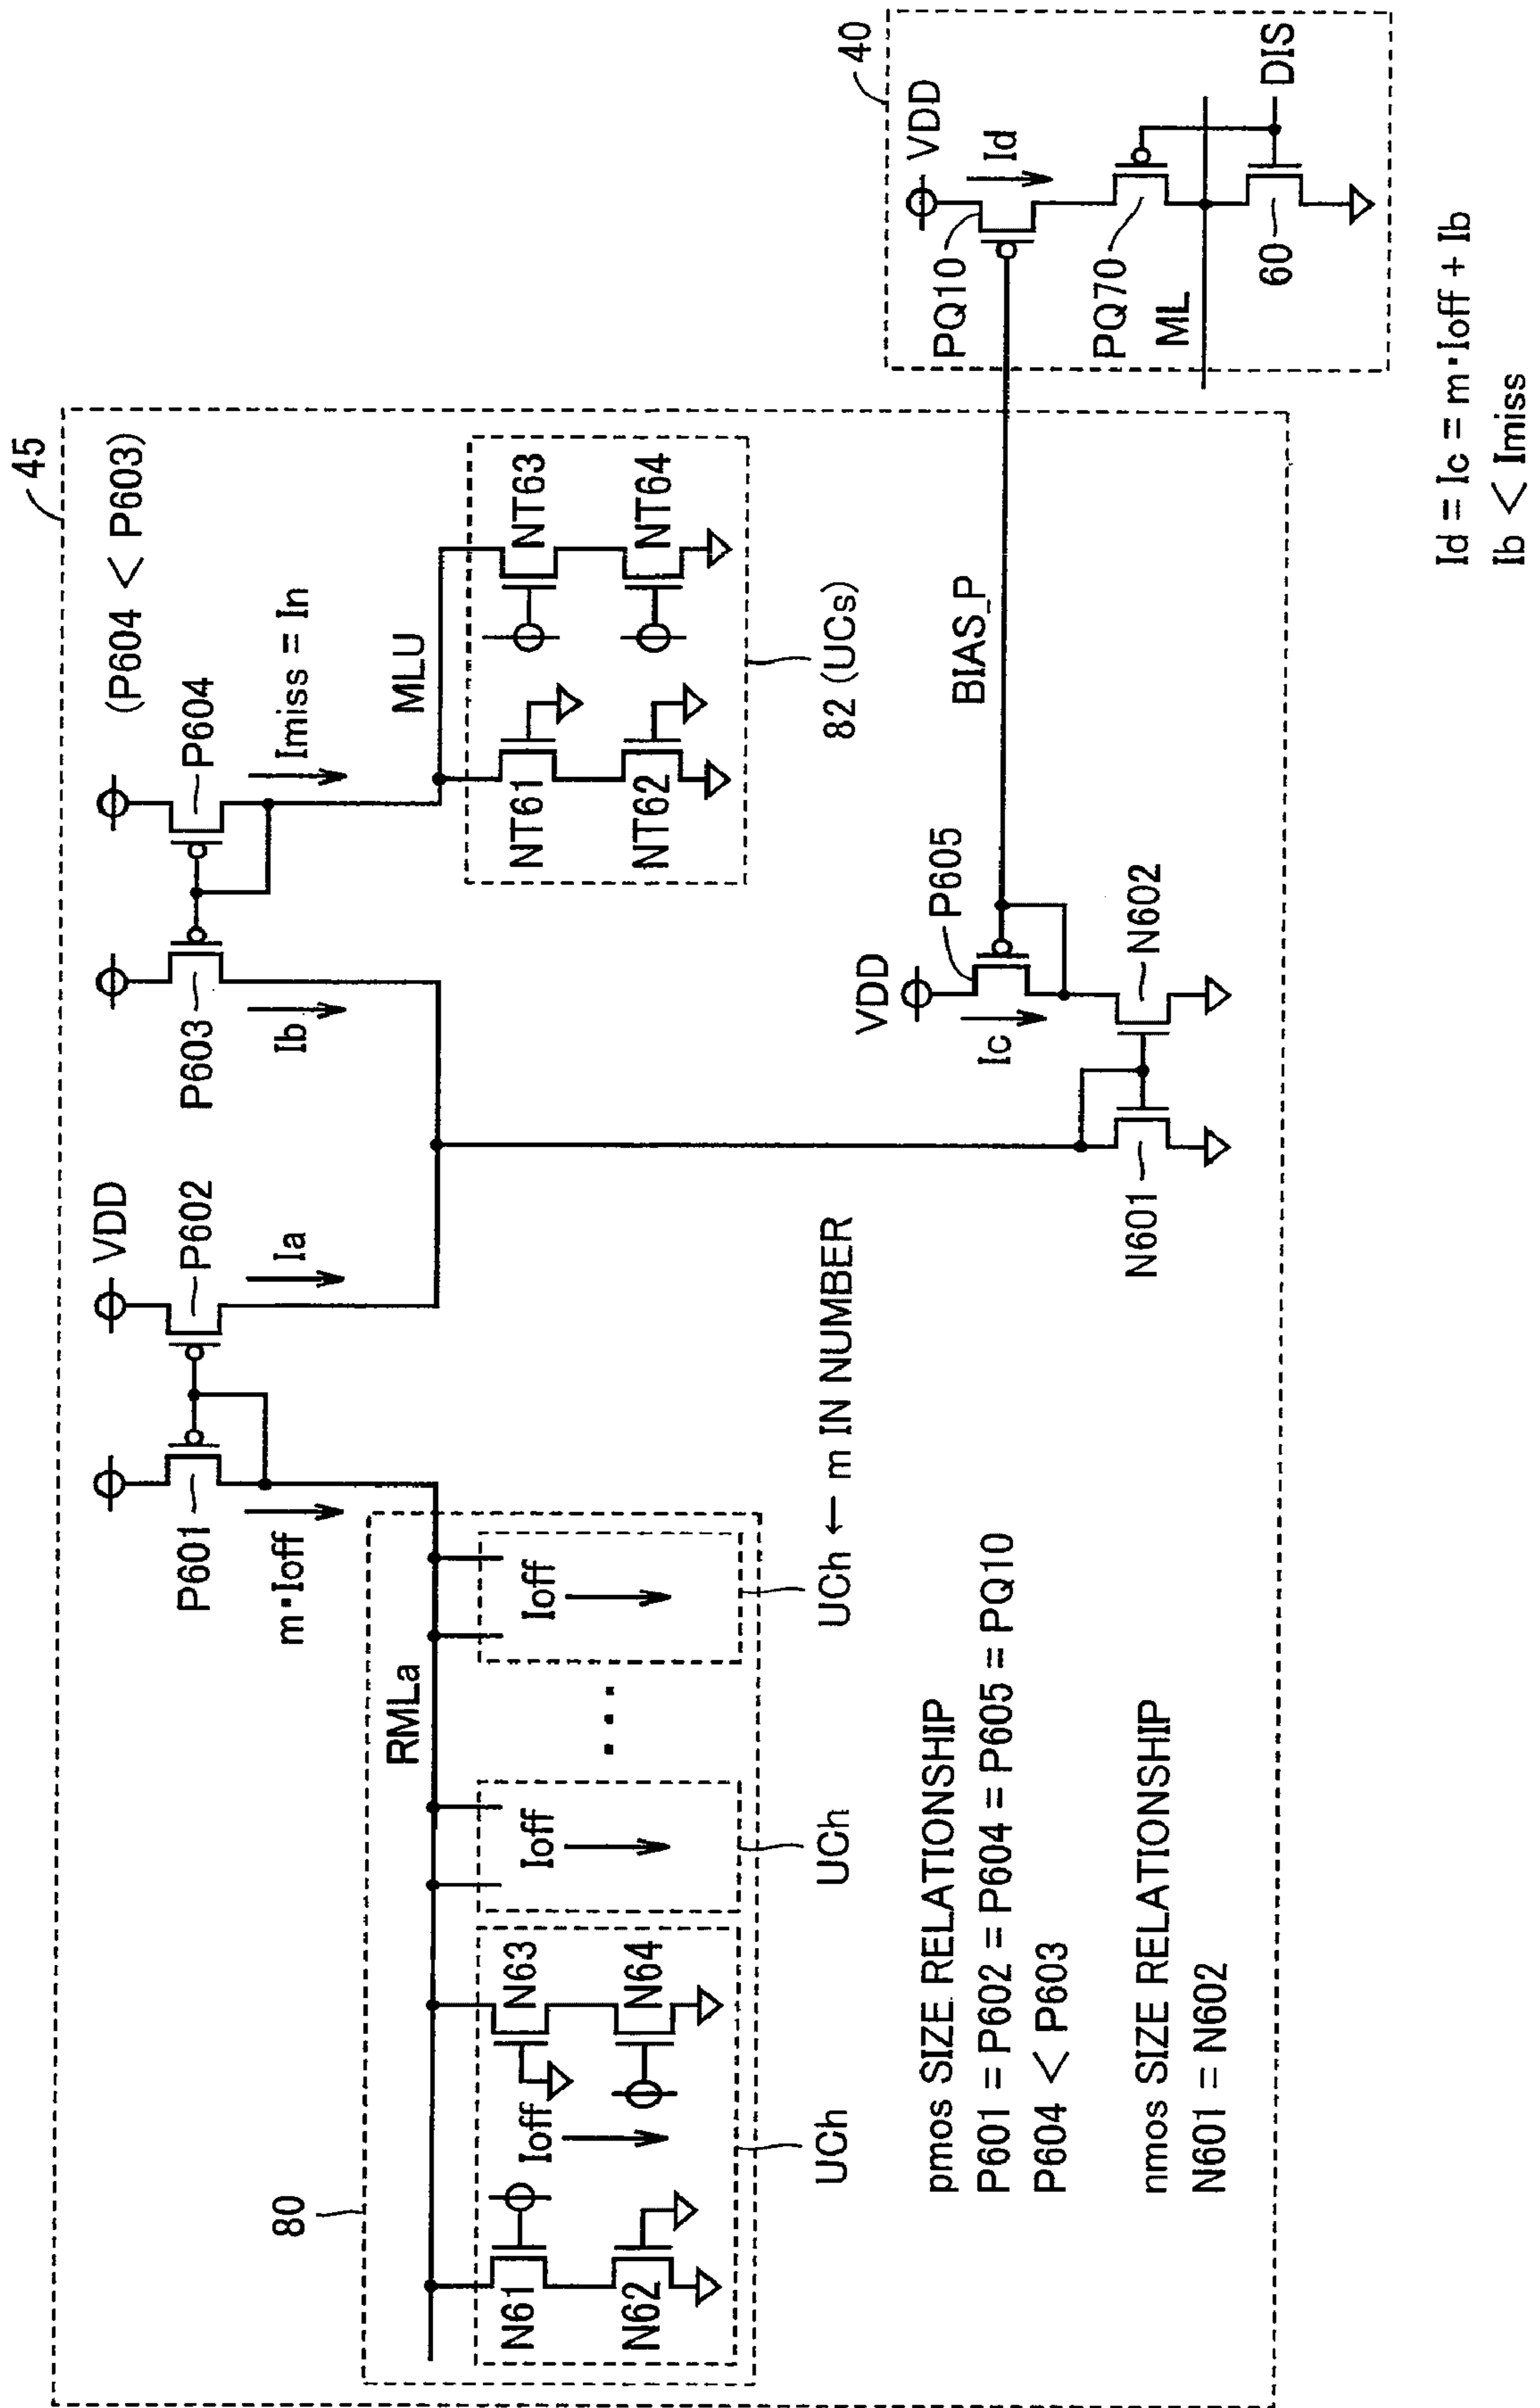 45
VDD
P601
m·Ioff
P602
Ia
P603
Ib
P604
(P604 < P603)
Imiss = In
MLU
NT61
NT62
NT63
NT64
82 (UCs)
80
RMLa
N61
N62
Ioff
N63
N64
Ioff
Ioff
UCh
UCh
UCh ← m IN NUMBER
VDD
P605
Ic
N601
N602
BIAS_P
40
VDD
PQ10
Id
PQ70
ML
60
DIS
pmos SIZE RELATIONSHIP
P601 = P602 = P604 = P605 = PQ10
P604 < P603
nmos SIZE RELATIONSHIP
N601 = N602
Id = Ic = m·Ioff + Ib
Ib < Imiss